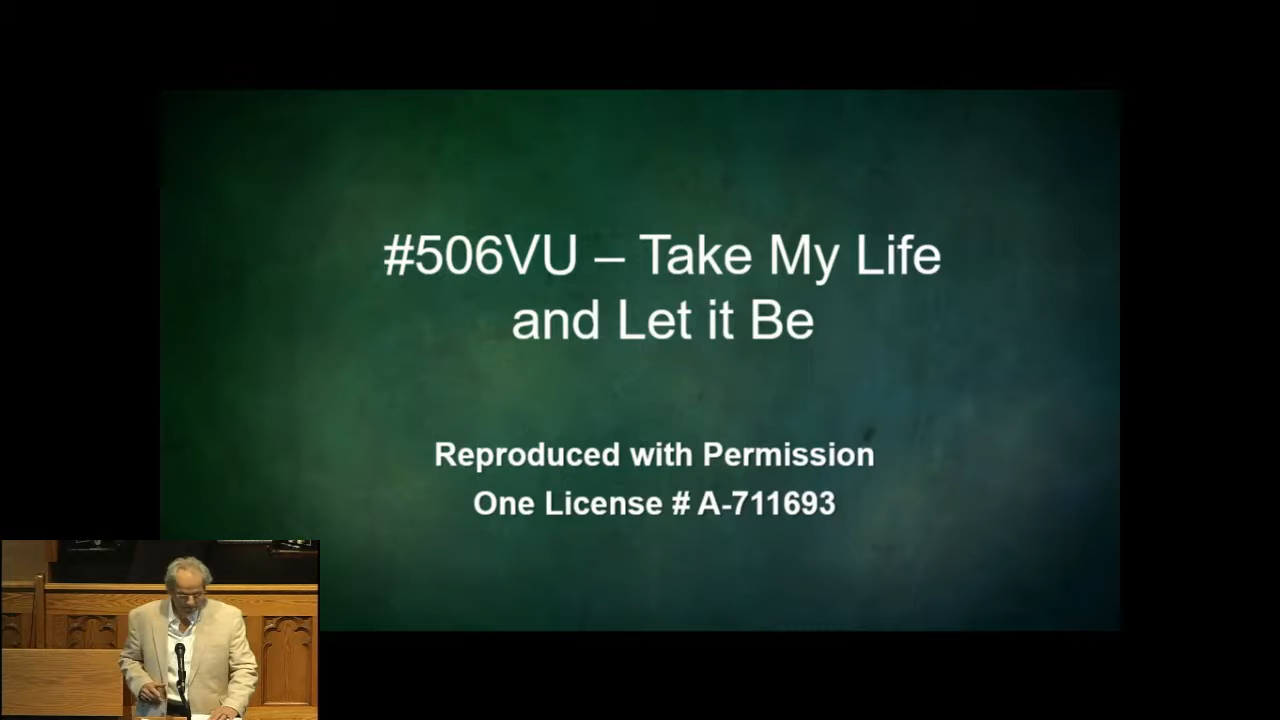 #506VU – Take My Life
and Let it Be
Reproduced with Permission
One License # A-711693